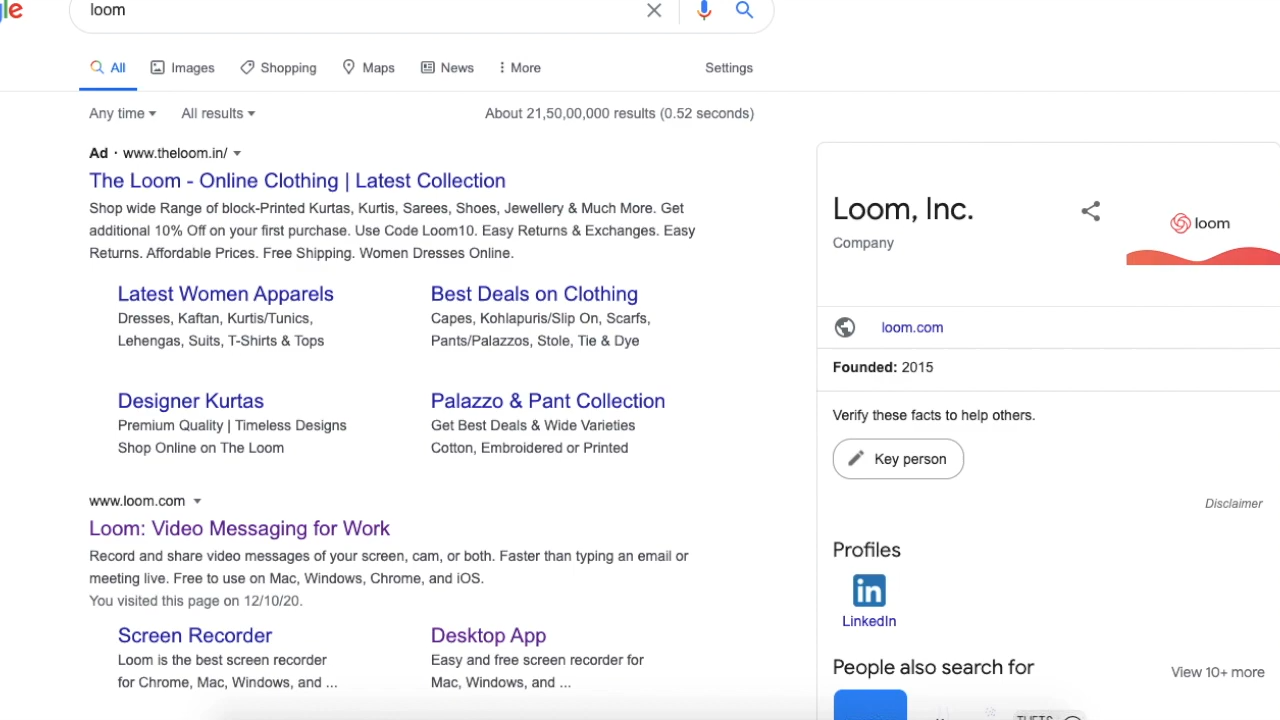 le
loom
All Images Shopping Maps News More Settings
Any time All results About 21,50,00,000 results (0.52 seconds)
Ad · www.theloom.in/
The Loom - Online Clothing | Latest Collection
Shop wide Range of block-Printed Kurtas, Kurtis, Sarees, Shoes, Jewellery & Much More. Get
additional 10% Off on your first purchase. Use Code Loom10. Easy Returns & Exchanges. Easy
Returns. Affordable Prices. Free Shipping. Women Dresses Online.
Latest Women Apparels
Dresses, Kaftan, Kurtis/Tunics,
Lehengas, Suits, T-Shirts & Tops
Best Deals on Clothing
Capes, Kohlapuris/Slip On, Scarfs,
Pants/Palazzos, Stole, Tie & Dye
Designer Kurtas
Premium Quality | Timeless Designs
Shop Online on The Loom
Palazzo & Pant Collection
Get Best Deals & Wide Varieties
Cotton, Embroidered or Printed
www.loom.com
Loom: Video Messaging for Work
Record and share video messages of your screen, cam, or both. Faster than typing an email or
meeting live. Free to use on Mac, Windows, Chrome, and iOS.
You visited this page on 12/10/20.
Screen Recorder
Loom is the best screen recorder
for Chrome, Mac, Windows, and ...
Desktop App
Easy and free screen recorder for
Mac, Windows, and ...
Loom, Inc.
Company
loom
loom.com
Founded: 2015
Verify these facts to help others.
Key person
Disclaimer
Profiles
in
LinkedIn
People also search for
View 10+ more